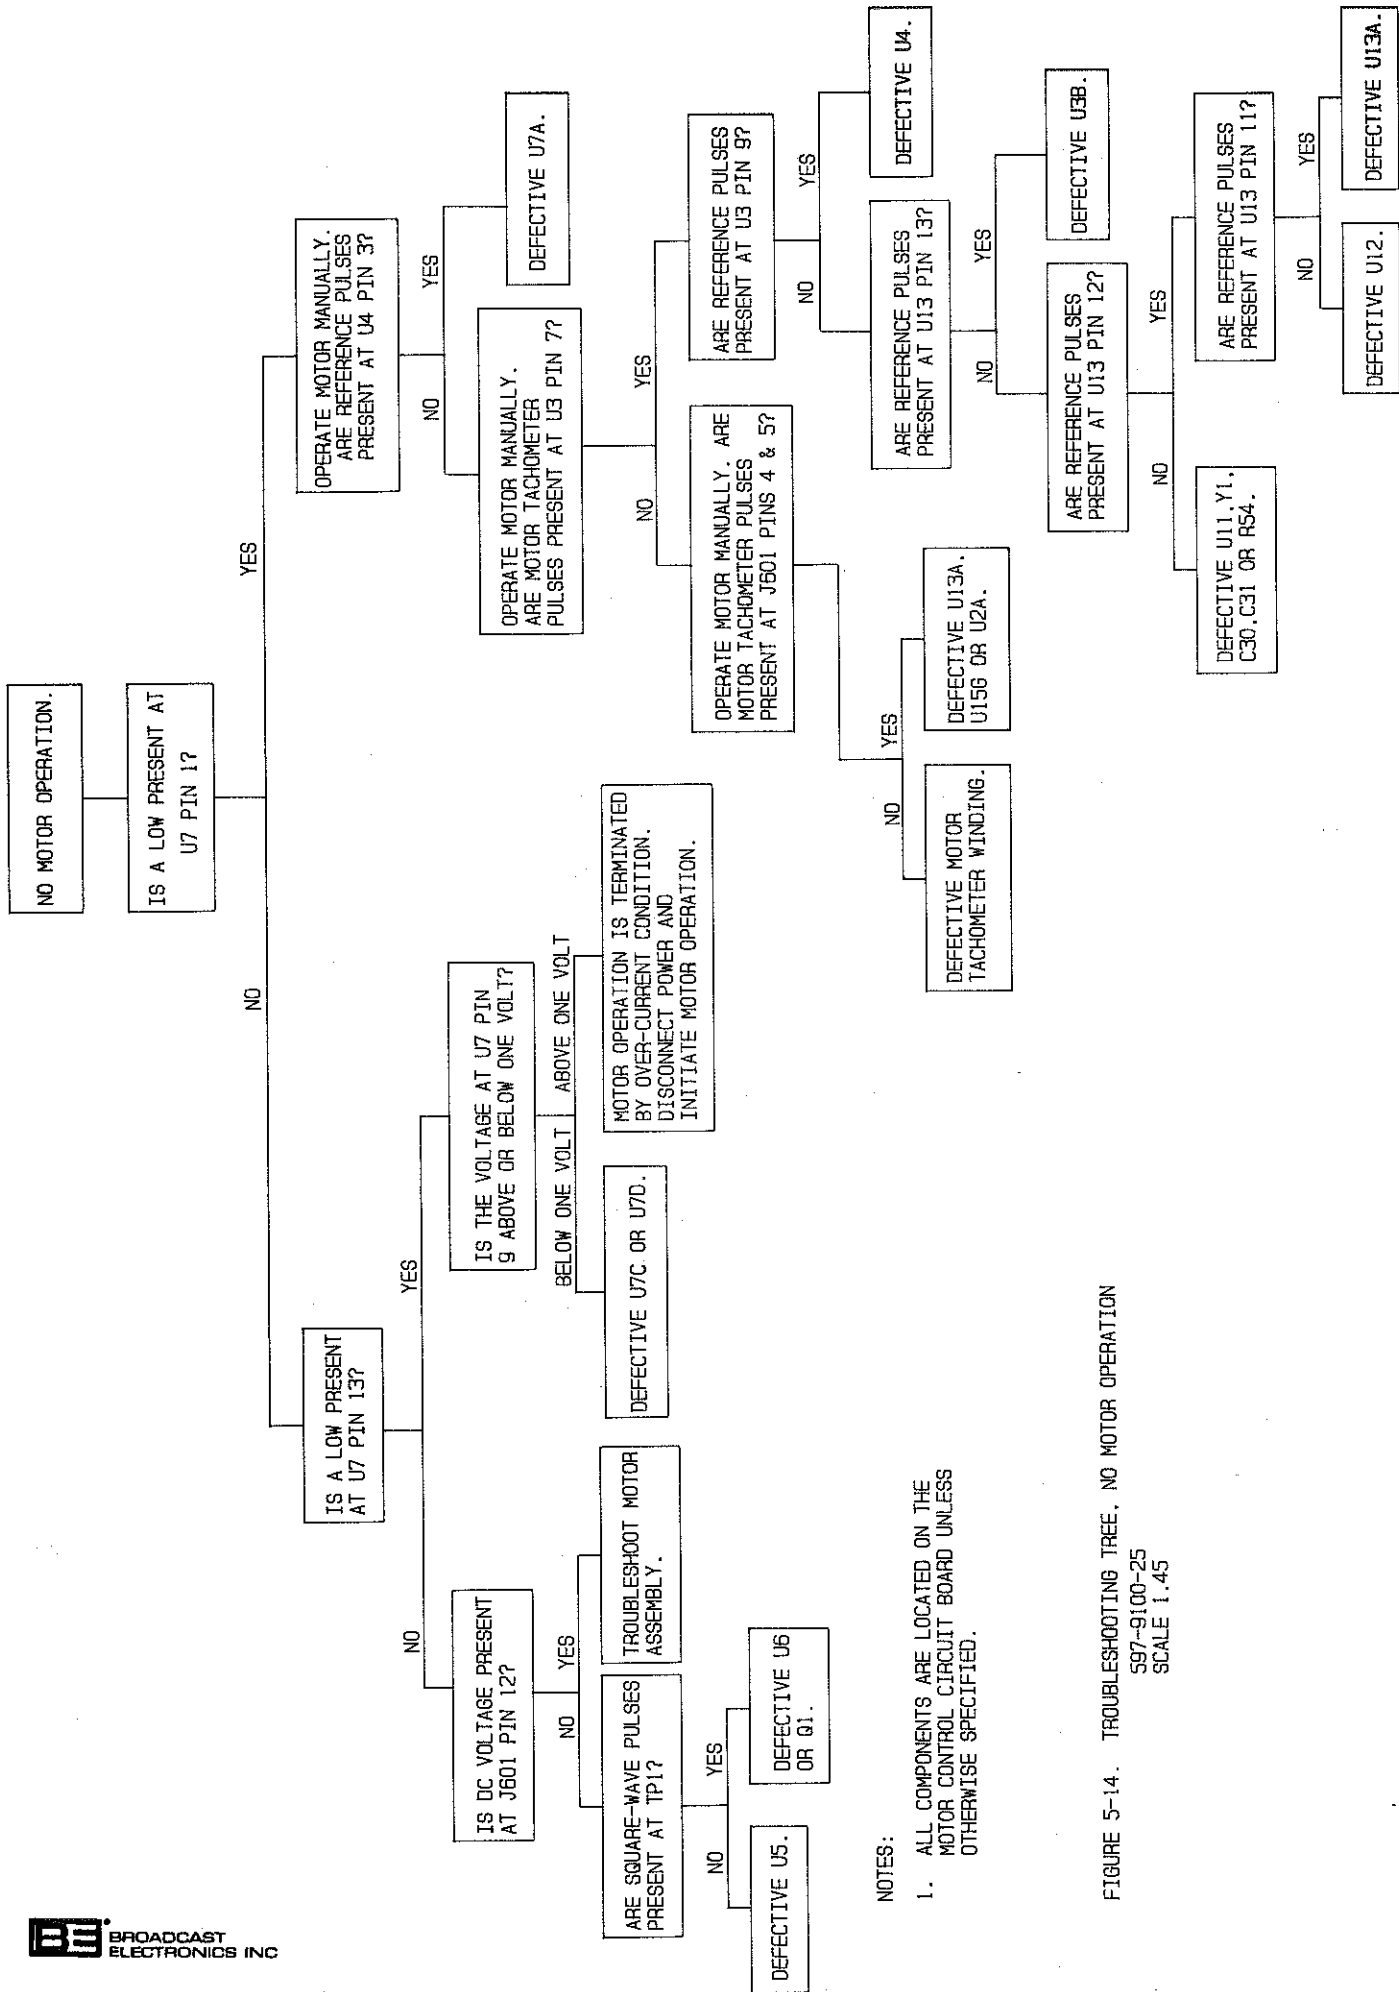 BE
BROADCAST
ELECTRONICS INC
NO MOTOR OPERATION.
IS A LOW PRESENT AT
U7 PIN 1?
NO
YES
IS A LOW PRESENT
AT U7 PIN 13?
NO
YES
IS DC VOLTAGE PRESENT
AT J601 PIN 12?
NO
YES
ARE SQUARE-WAVE PULSES
PRESENT AT TP1?
NO
YES
DEFECTIVE U5.
DEFECTIVE U6
OR Q1.
TROUBLESHOOT MOTOR
ASSEMBLY.
IS THE VOLTAGE AT U7 PIN
9 ABOVE OR BELOW ONE VOLT?
BELOW ONE VOLT
ABOVE ONE VOLT
DEFECTIVE U7C OR U7D.
MOTOR OPERATION IS TERMINATED
BY OVER-CURRENT CONDITION.
DISCONNECT POWER AND
INITIATE MOTOR OPERATION.
OPERATE MOTOR MANUALLY.
ARE REFERENCE PULSES
PRESENT AT U4 PIN 3?
NO
YES
OPERATE MOTOR MANUALLY.
ARE MOTOR TACHOMETER
PULSES PRESENT AT U3 PIN 7?
DEFECTIVE U7A.
NO
YES
OPERATE MOTOR MANUALLY. ARE
MOTOR TACHOMETER PULSES
PRESENT AT J601 PINS 4 & 5?
NO
YES
DEFECTIVE MOTOR
TACHOMETER WINDING.
DEFECTIVE U13A.
U15G OR U2A.
ARE REFERENCE PULSES
PRESENT AT U3 PIN 9?
NO
YES
ARE REFERENCE PULSES
PRESENT AT U13 PIN 13?
DEFECTIVE U4.
NO
YES
ARE REFERENCE PULSES
PRESENT AT U13 PIN 12?
DEFECTIVE U3B.
NO
YES
DEFECTIVE U11,Y1,
C30,C31 OR R54.
ARE REFERENCE PULSES
PRESENT AT U13 PIN 11?
NO
YES
DEFECTIVE U12.
DEFECTIVE U13A.
NOTES:
1. ALL COMPONENTS ARE LOCATED ON THE
MOTOR CONTROL CIRCUIT BOARD UNLESS
OTHERWISE SPECIFIED.
FIGURE 5-14. TROUBLESHOOTING TREE, NO MOTOR OPERATION
597-9100-25
SCALE 1.45